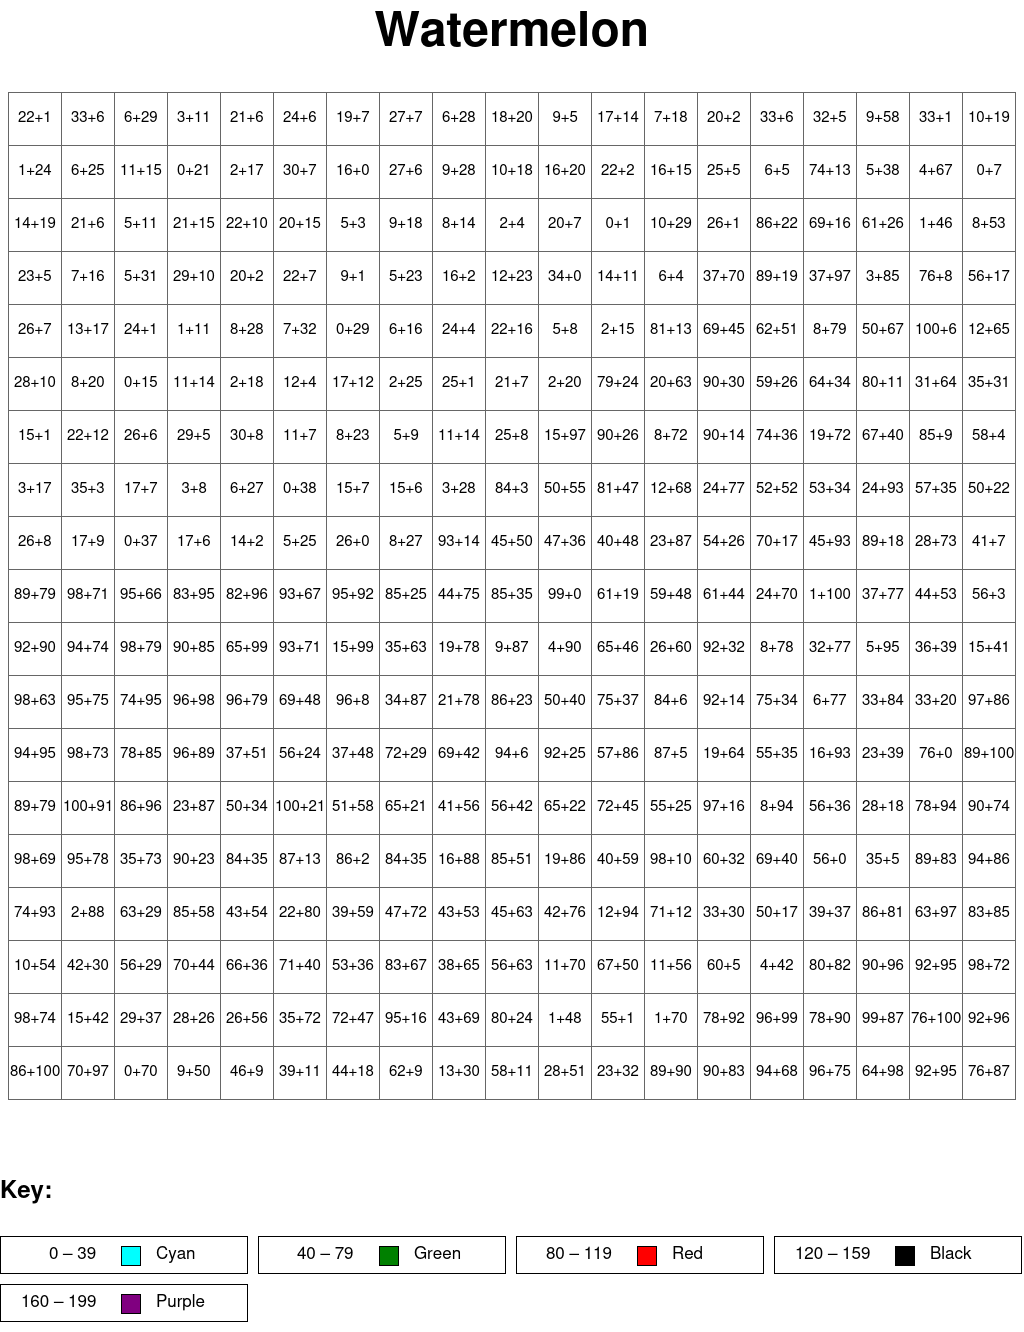 Watermelon
22+1 33+6 6+29 3+11 21+6 24+6 19+7 27+7 6+28 18+20 9+5 17+14 7+18 20+2 33+6 32+5 9+58 33+1 10+19
1+24 6+25 11+15 0+21 2+17 30+7 16+0 27+6 9+28 10+18 16+20 22+2 16+15 25+5 6+5 74+13 5+38 4+67 0+7
14+19 21+6 5+11 21+15 22+10 20+15 5+3 9+18 8+14 2+4 20+7 0+1 10+29 26+1 86+22 69+16 61+26 1+46 8+53
23+5 7+16 5+31 29+10 20+2 22+7 9+1 5+23 16+2 12+23 34+0 14+11 6+4 37+70 89+19 37+97 3+85 76+8 56+17
26+7 13+17 24+1 1+11 8+28 7+32 0+29 6+16 24+4 22+16 5+8 2+15 81+13 69+45 62+51 8+79 50+67 100+6 12+65
28+10 8+20 0+15 11+14 2+18 12+4 17+12 2+25 25+1 21+7 2+20 79+24 20+63 90+30 59+26 64+34 80+11 31+64 35+31
15+1 22+12 26+6 29+5 30+8 11+7 8+23 5+9 11+14 25+8 15+97 90+26 8+72 90+14 74+36 19+72 67+40 85+9 58+4
3+17 35+3 17+7 3+8 6+27 0+38 15+7 15+6 3+28 84+3 50+55 81+47 12+68 24+77 52+52 53+34 24+93 57+35 50+22
26+8 17+9 0+37 17+6 14+2 5+25 26+0 8+27 93+14 45+50 47+36 40+48 23+87 54+26 70+17 45+93 89+18 28+73 41+7
89+79 98+71 95+66 83+95 82+96 93+67 95+92 85+25 44+75 85+35 99+0 61+19 59+48 61+44 24+70 1+100 37+77 44+53 56+3
92+90 94+74 98+79 90+85 65+99 93+71 15+99 35+63 19+78 9+87 4+90 65+46 26+60 92+32 8+78 32+77 5+95 36+39 15+41
98+63 95+75 74+95 96+98 96+79 69+48 96+8 34+87 21+78 86+23 50+40 75+37 84+6 92+14 75+34 6+77 33+84 33+20 97+86
94+95 98+73 78+85 96+89 37+51 56+24 37+48 72+29 69+42 94+6 92+25 57+86 87+5 19+64 55+35 16+93 23+39 76+0 89+100
89+79 100+91 86+96 23+87 50+34 100+21 51+58 65+21 41+56 56+42 65+22 72+45 55+25 97+16 8+94 56+36 28+18 78+94 90+74
98+69 95+78 35+73 90+23 84+35 87+13 86+2 84+35 16+88 85+51 19+86 40+59 98+10 60+32 69+40 56+0 35+5 89+83 94+86
74+93 2+88 63+29 85+58 43+54 22+80 39+59 47+72 43+53 45+63 42+76 12+94 71+12 33+30 50+17 39+37 86+81 63+97 83+85
10+54 42+30 56+29 70+44 66+36 71+40 53+36 83+67 38+65 56+63 11+70 67+50 11+56 60+5 4+42 80+82 90+96 92+95 98+72
98+74 15+42 29+37 28+26 26+56 35+72 72+47 95+16 43+69 80+24 1+48 55+1 1+70 78+92 96+99 78+90 99+87 76+100 92+96
86+100 70+97 0+70 9+50 46+9 39+11 44+18 62+9 13+30 58+11 28+51 23+32 89+90 90+83 94+68 96+75 64+98 92+95 76+87
Key:
0 – 39 Cyan 40 – 79 Green 80 – 119 Red 120 – 159 Black
160 – 199 Purple